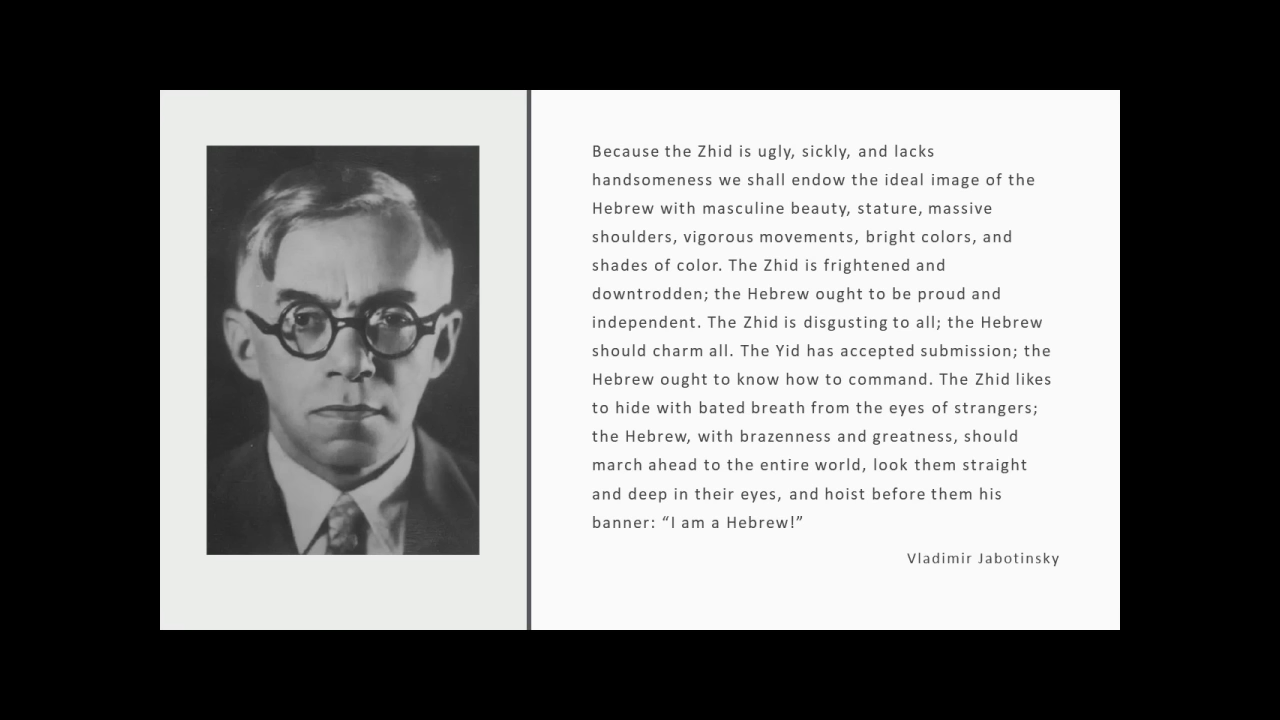 Because the Zhid is ugly, sickly, and lacks
handsomeness we shall endow the ideal image of the
Hebrew with masculine beauty, stature, massive
shoulders, vigorous movements, bright colors, and
shades of color. The Zhid is frightened and
downtrodden; the Hebrew ought to be proud and
independent. The Zhid is disgusting to all; the Hebrew
should charm all. The Yid has accepted submission; the
Hebrew ought to know how to command. The Zhid likes
to hide with bated breath from the eyes of strangers;
the Hebrew, with brazenness and greatness, should
march ahead to the entire world, look them straight
and deep in their eyes, and hoist before them his
banner: “I am a Hebrew!”
Vladimir Jabotinsky